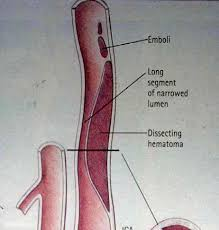 Emboli
Long
segment
of narrowed
lumen
Dissecting
hematoma
ICA